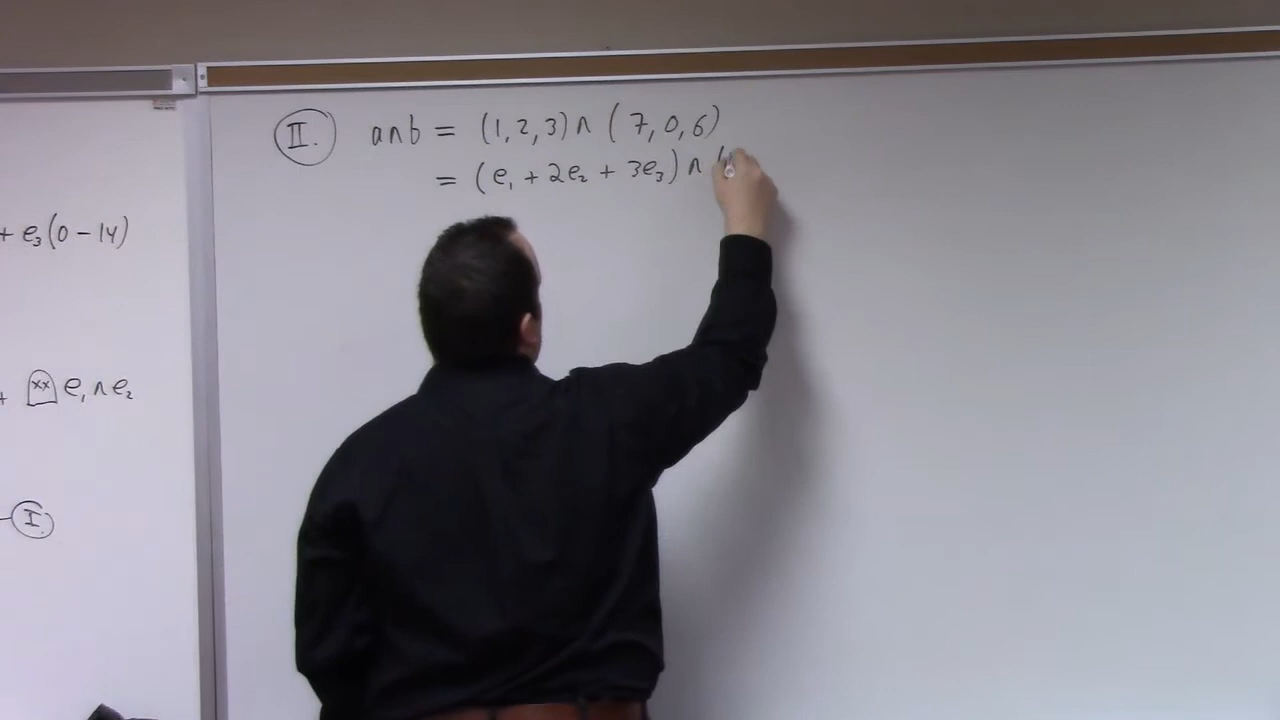 + e₃(0 − 14)
+ xx e₁ ∧ e₂
I.
II. a∧b = (1, 2, 3) ∧ (7, 0, 6)
= (e₁ + 2e₂ + 3e₃) ∧ (